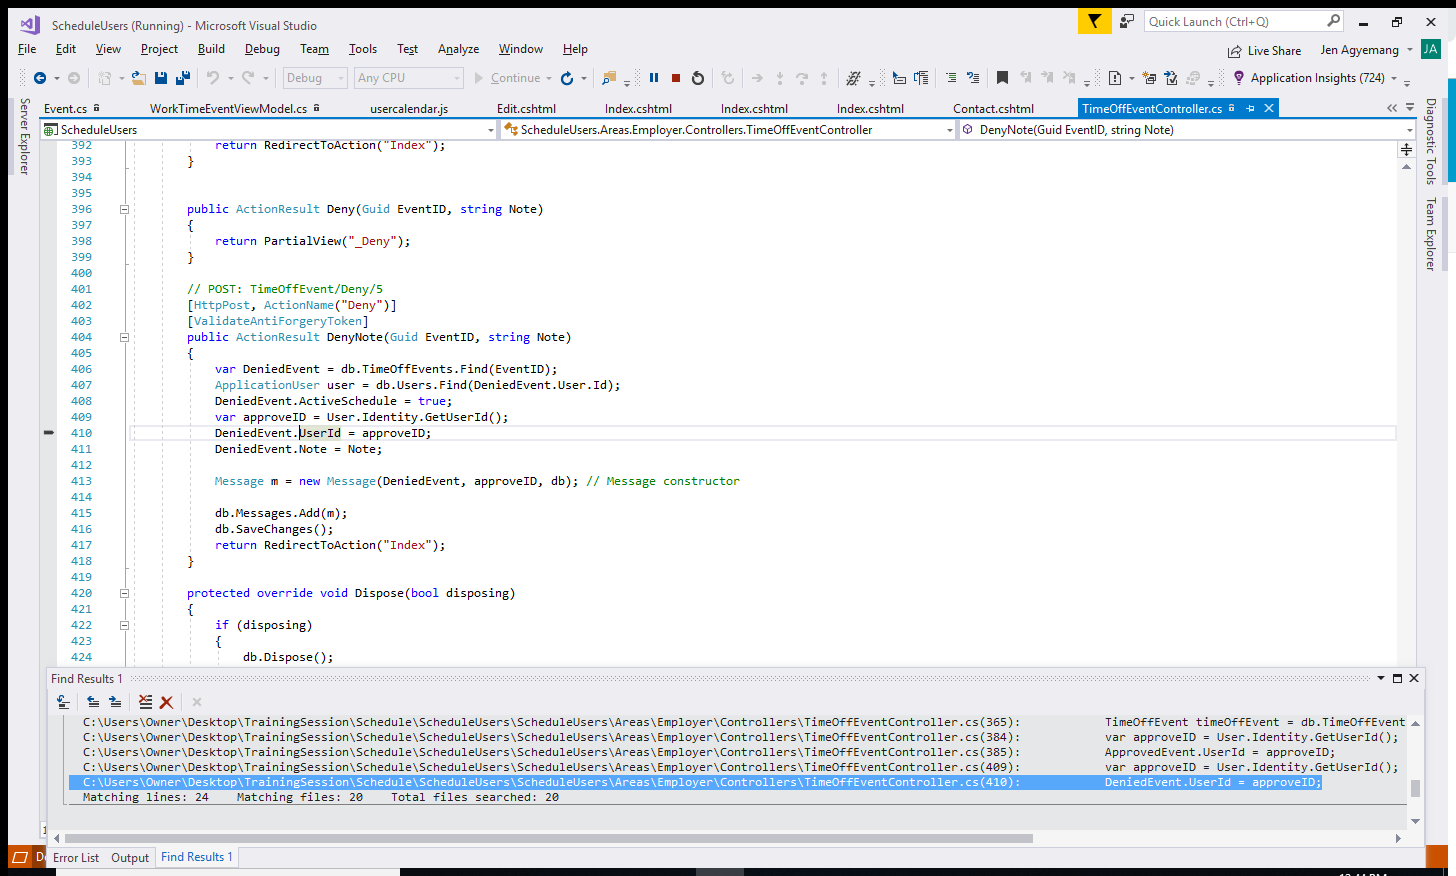 ScheduleUsers (Running) - Microsoft Visual Studio
Quick Launch (Ctrl+Q)
File Edit View Project Build Debug Team Tools Test Analyze Window Help
Live Share Jen Agyemang JA
Debug Any CPU Continue Application Insights (724)
Server Explorer
Event.cs WorkTimeEventViewModel.cs usercalendar.js Edit.cshtml Index.cshtml Index.cshtml Index.cshtml Contact.cshtml TimeOffEventController.cs
ScheduleUsers ScheduleUsers.Areas.Employer.Controllers.TimeOffEventController DenyNote(Guid EventID, string Note)
Diagnostic Tools
Team Explorer
392 return RedirectToAction("Index");
393 }
394
395
396 public ActionResult Deny(Guid EventID, string Note)
397 {
398 return PartialView("_Deny");
399 }
400
401 // POST: TimeOffEvent/Deny/5
402 [HttpPost, ActionName("Deny")]
403 [ValidateAntiForgeryToken]
404 public ActionResult DenyNote(Guid EventID, string Note)
405 {
406 var DeniedEvent = db.TimeOffEvents.Find(EventID);
407 ApplicationUser user = db.Users.Find(DeniedEvent.User.Id);
408 DeniedEvent.ActiveSchedule = true;
409 var approveID = User.Identity.GetUserId();
410 DeniedEvent.UserId = approveID;
411 DeniedEvent.Note = Note;
412
413 Message m = new Message(DeniedEvent, approveID, db); // Message constructor
414
415 db.Messages.Add(m);
416 db.SaveChanges();
417 return RedirectToAction("Index");
418 }
419
420 protected override void Dispose(bool disposing)
421 {
422 if (disposing)
423 {
424 db.Dispose();
Find Results 1
C:\Users\Owner\Desktop\TrainingSession\Schedule\ScheduleUsers\ScheduleUsers\Areas\Employer\Controllers\TimeOffEventController.cs(365): TimeOffEvent timeOffEvent = db.TimeOffEvent
C:\Users\Owner\Desktop\TrainingSession\Schedule\ScheduleUsers\ScheduleUsers\Areas\Employer\Controllers\TimeOffEventController.cs(384): var approveID = User.Identity.GetUserId();
C:\Users\Owner\Desktop\TrainingSession\Schedule\ScheduleUsers\ScheduleUsers\Areas\Employer\Controllers\TimeOffEventController.cs(385): ApprovedEvent.UserId = approveID;
C:\Users\Owner\Desktop\TrainingSession\Schedule\ScheduleUsers\ScheduleUsers\Areas\Employer\Controllers\TimeOffEventController.cs(409): var approveID = User.Identity.GetUserId();
C:\Users\Owner\Desktop\TrainingSession\Schedule\ScheduleUsers\ScheduleUsers\Areas\Employer\Controllers\TimeOffEventController.cs(410): DeniedEvent.UserId = approveID;
Matching lines: 24 Matching files: 20 Total files searched: 20
Error List Output Find Results 1